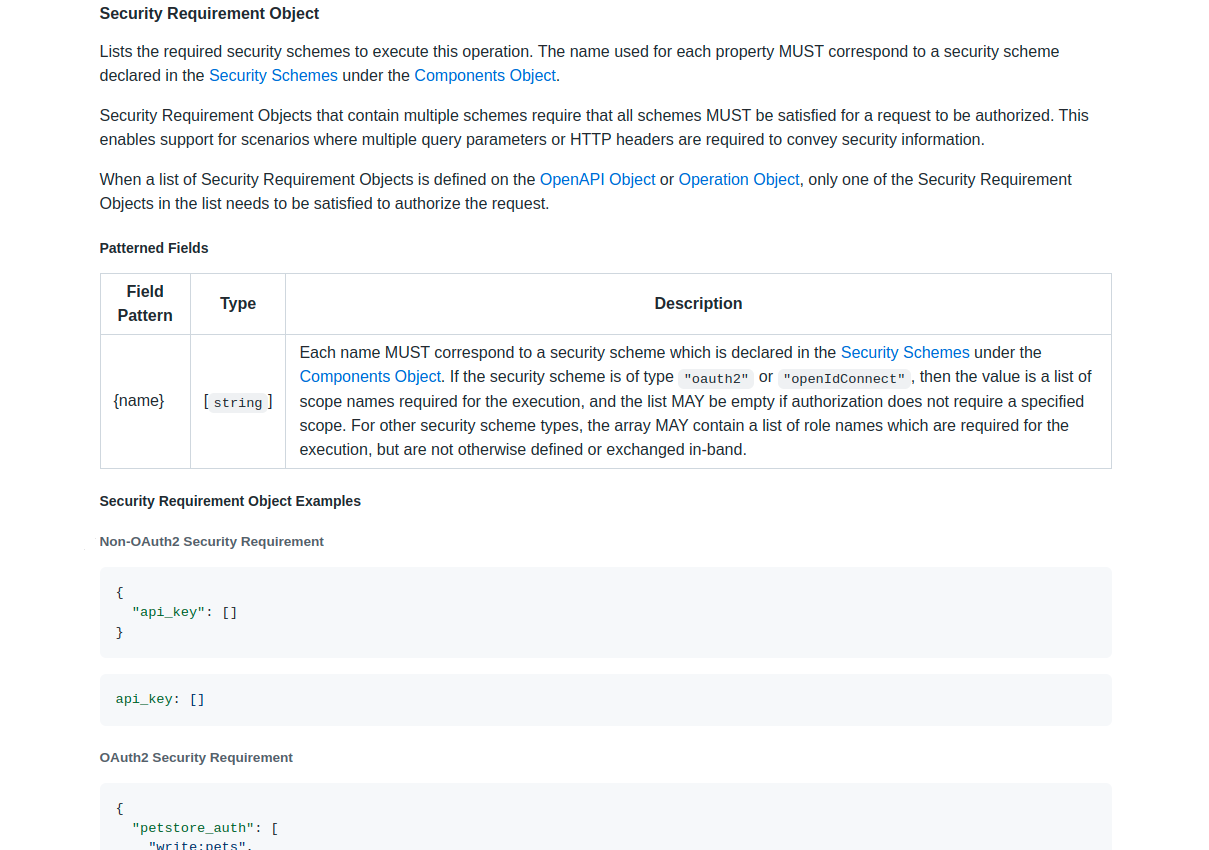 Security Requirement Object
Lists the required security schemes to execute this operation. The name used for each property MUST correspond to a security scheme
declared in the Security Schemes under the Components Object.
Security Requirement Objects that contain multiple schemes require that all schemes MUST be satisfied for a request to be authorized. This
enables support for scenarios where multiple query parameters or HTTP headers are required to convey security information.
When a list of Security Requirement Objects is defined on the OpenAPI Object or Operation Object, only one of the Security Requirement
Objects in the list needs to be satisfied to authorize the request.
Patterned Fields
Field
Pattern
Type
Description
{name}
[string]
Each name MUST correspond to a security scheme which is declared in the Security Schemes under the
Components Object. If the security scheme is of type "oauth2" or "openIdConnect", then the value is a list of
scope names required for the execution, and the list MAY be empty if authorization does not require a specified
scope. For other security scheme types, the array MAY contain a list of role names which are required for the
execution, but are not otherwise defined or exchanged in-band.
Security Requirement Object Examples
Non-OAuth2 Security Requirement
{
  "api_key": []
}
api_key: []
OAuth2 Security Requirement
{
  "petstore_auth": [
    "write:pets",